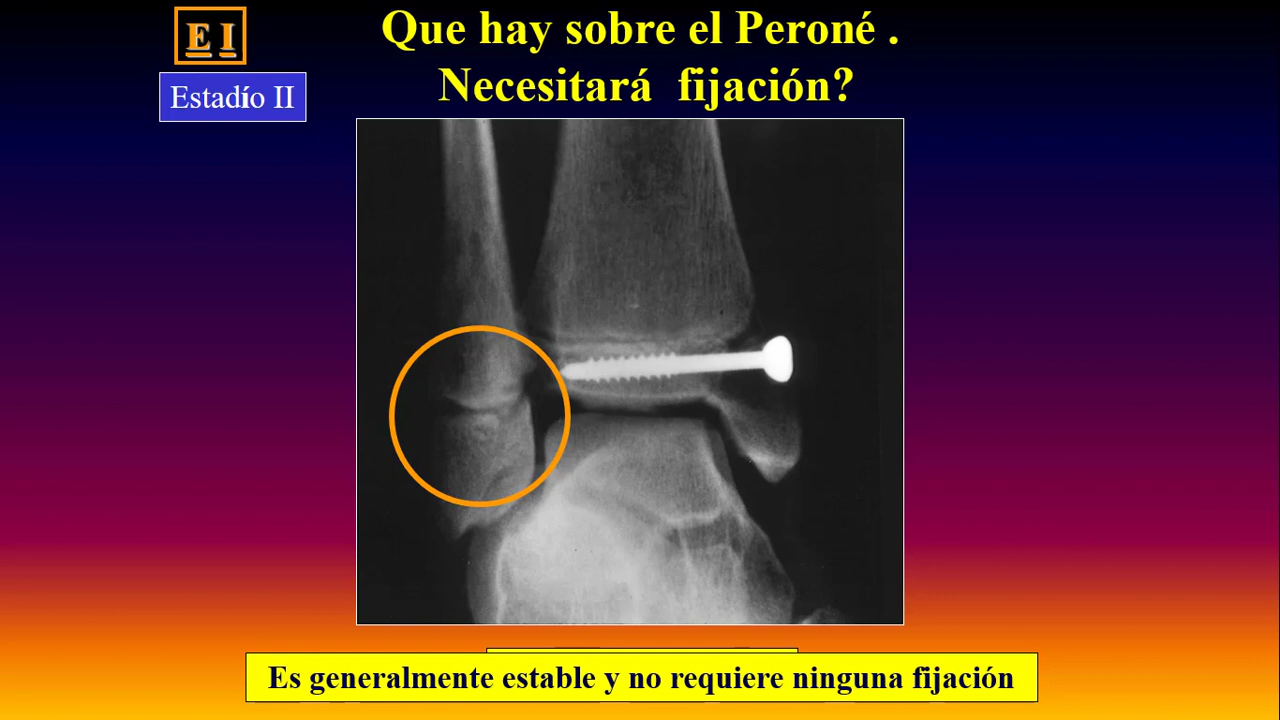 E I
Estadío II
Que hay sobre el Peroné .
Necesitará fijación?
Es generalmente estable y no requiere ninguna fijación